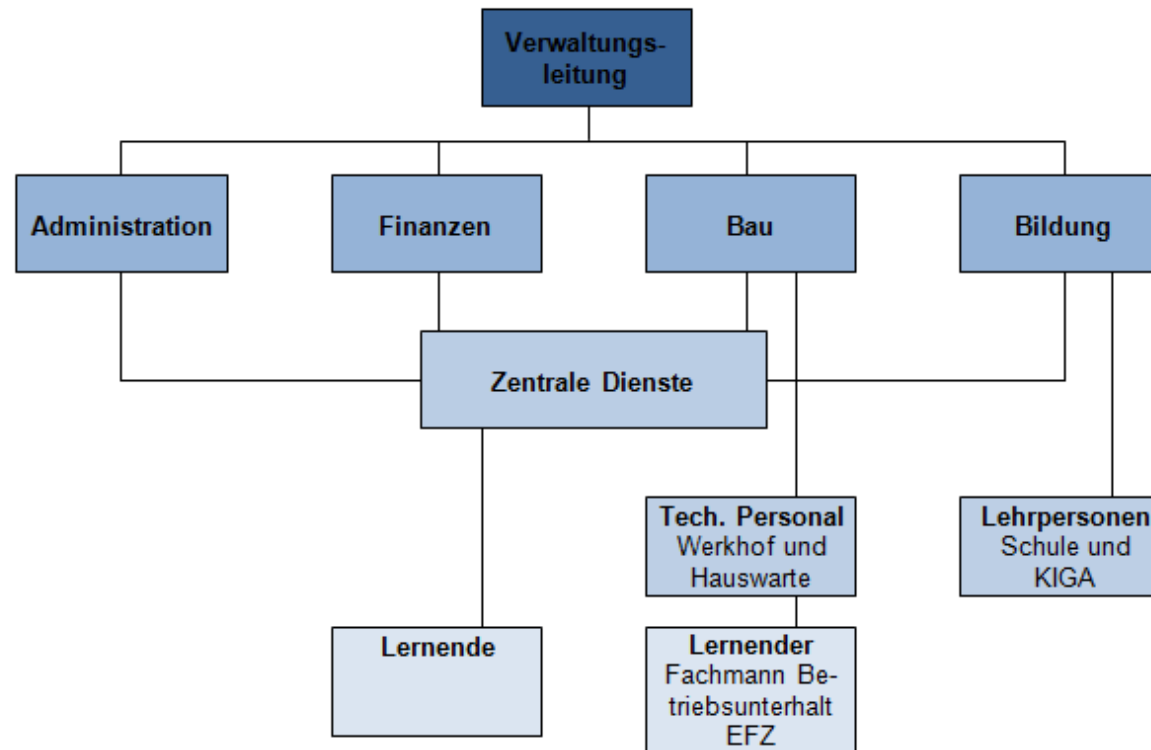 Verwaltungs-
leitung
Administration
Finanzen
Bau
Bildung
Zentrale Dienste
Tech. Personal
Werkhof und
Hauswarte
Lehrpersonen
Schule und
KIGA
Lernende
Lernender
Fachmann Be-
triebsunterhalt
EFZ